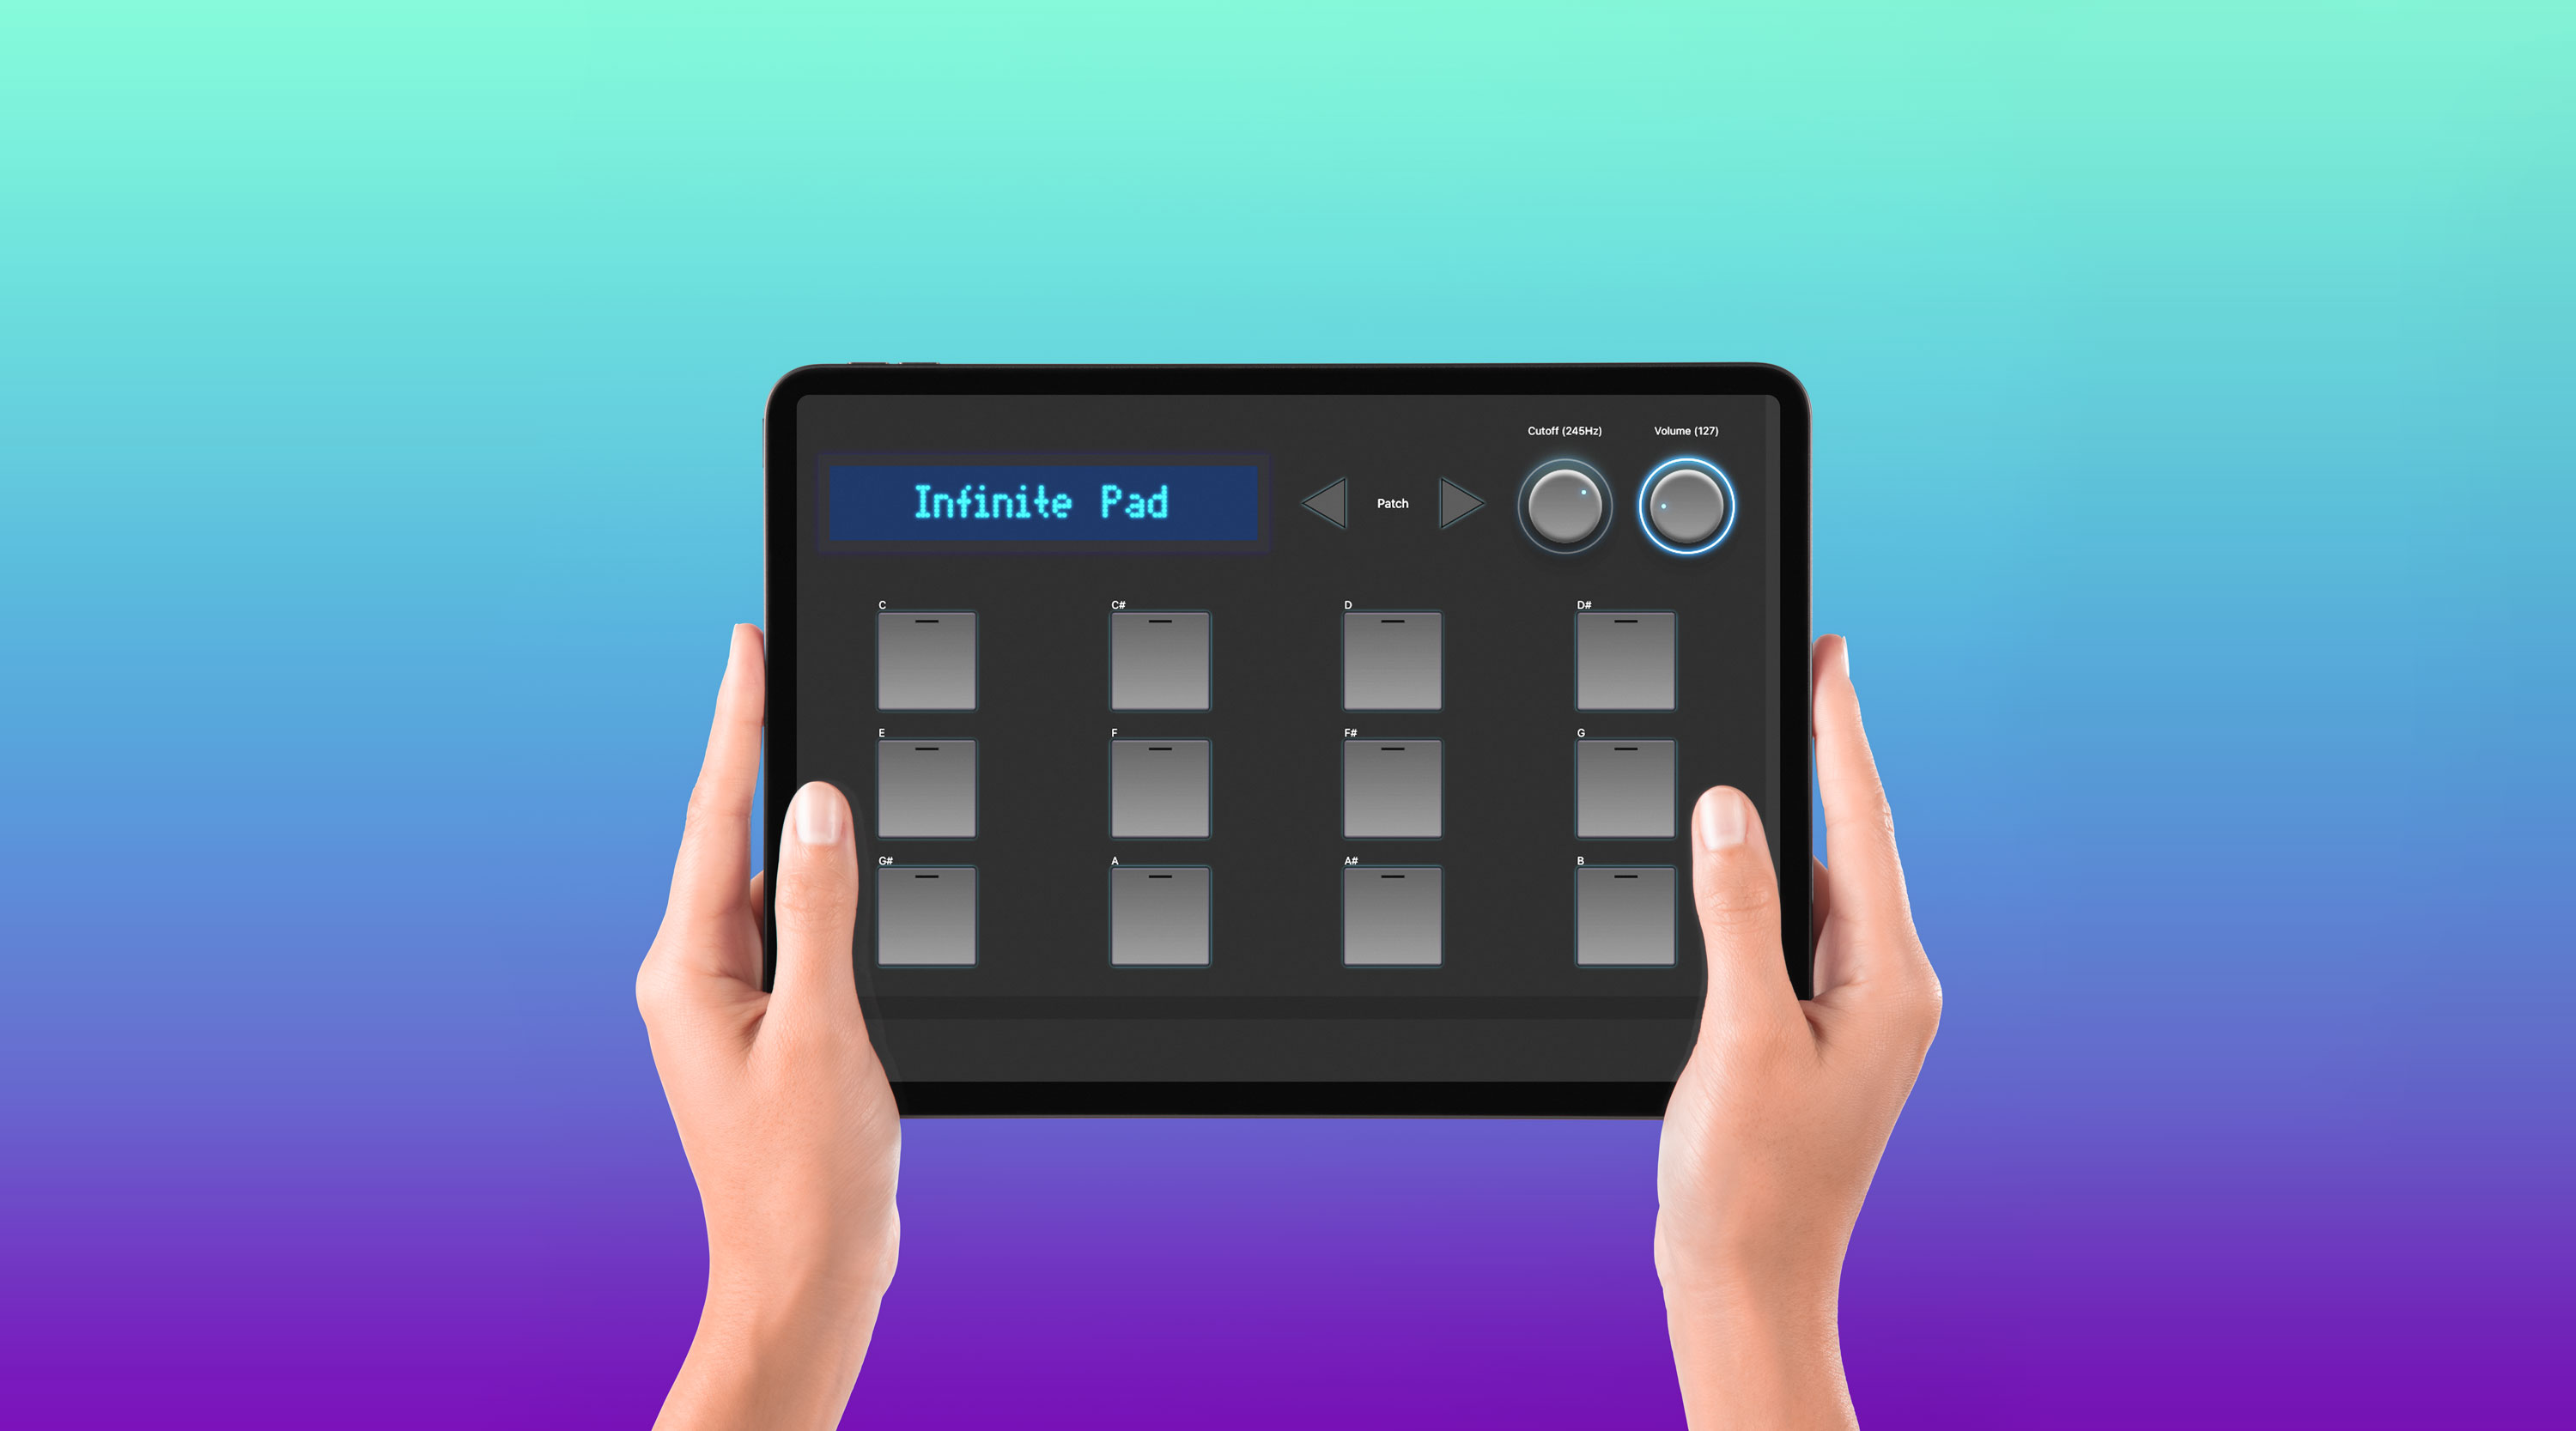 Cutoff (245Hz)
Volume (127)
Infinite Pad
Patch
C
C#
D
D#
E
F
F#
G
G#
A
A#
B